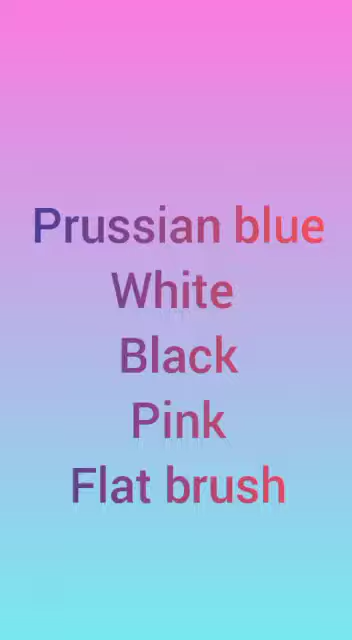 Prussian blue
White
Black
Pink
Flat brush